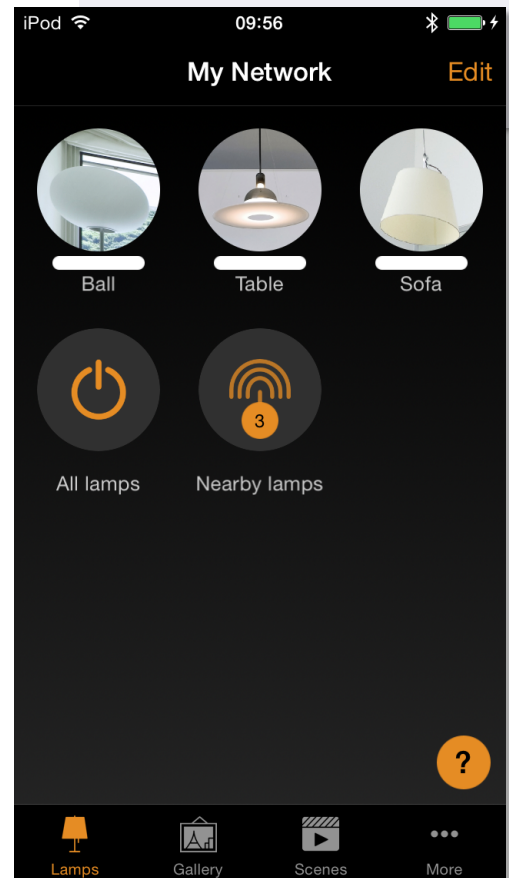 iPod 09:56
My Network Edit
Ball Table Sofa
3
All lamps Nearby lamps
?
Lamps Gallery Scenes More